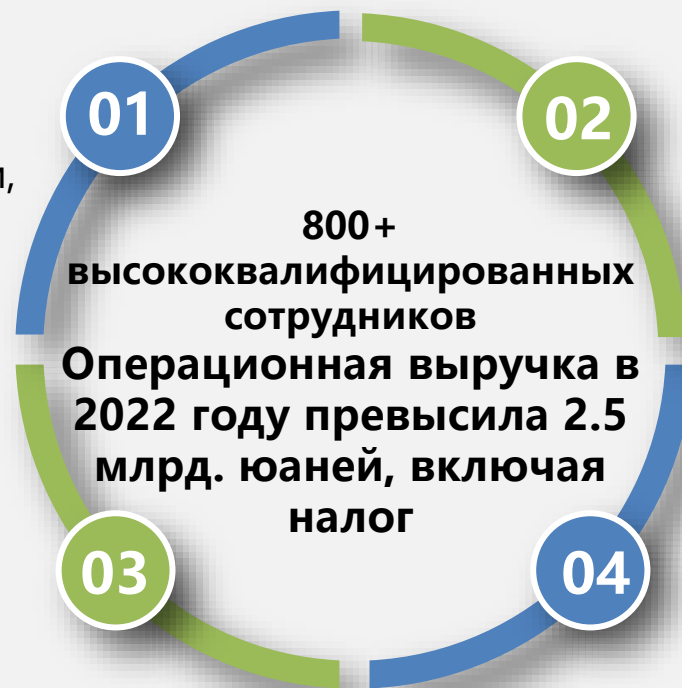 01
02
800+
высококвалифицированных
сотрудников
Операционная выручка в
2022 году превысила 2.5
млрд. юаней, включая
налог
03
04